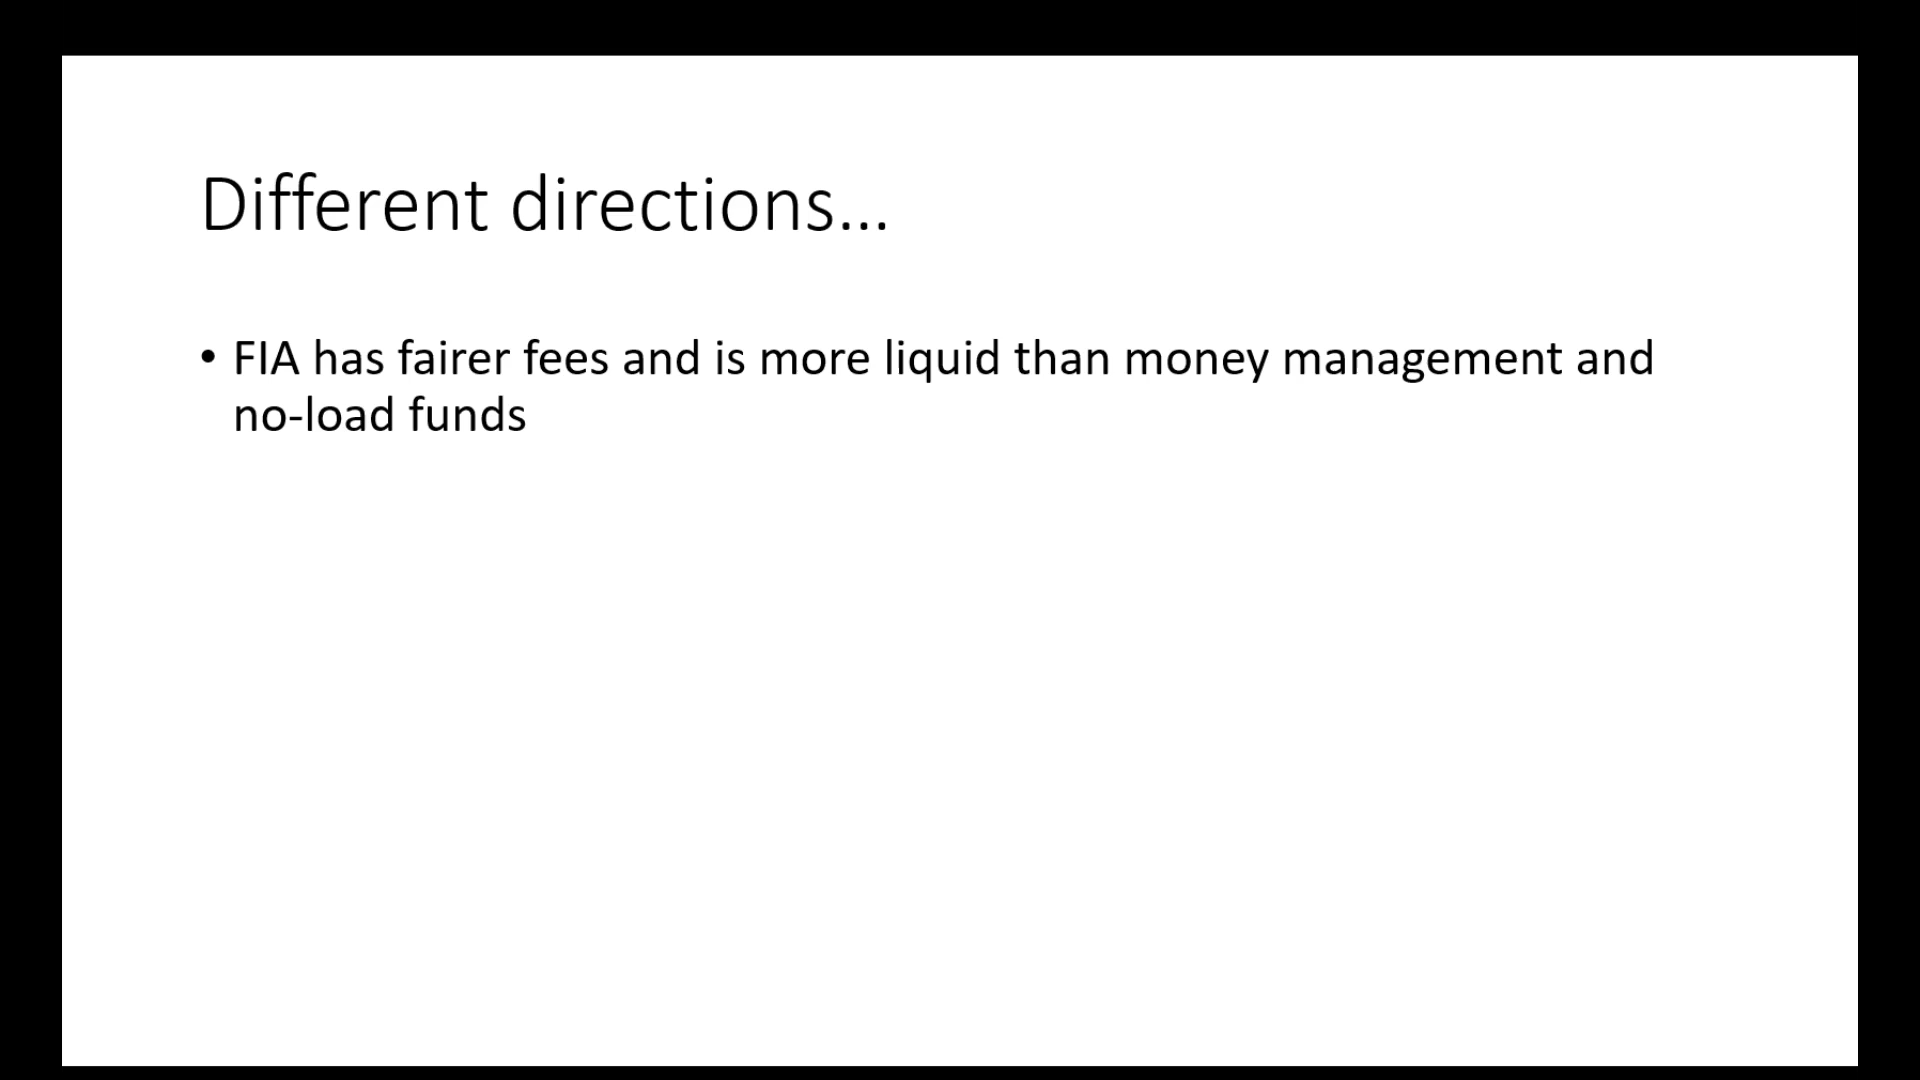 Different directions...
• FIA has fairer fees and is more liquid than money management and
no-load funds